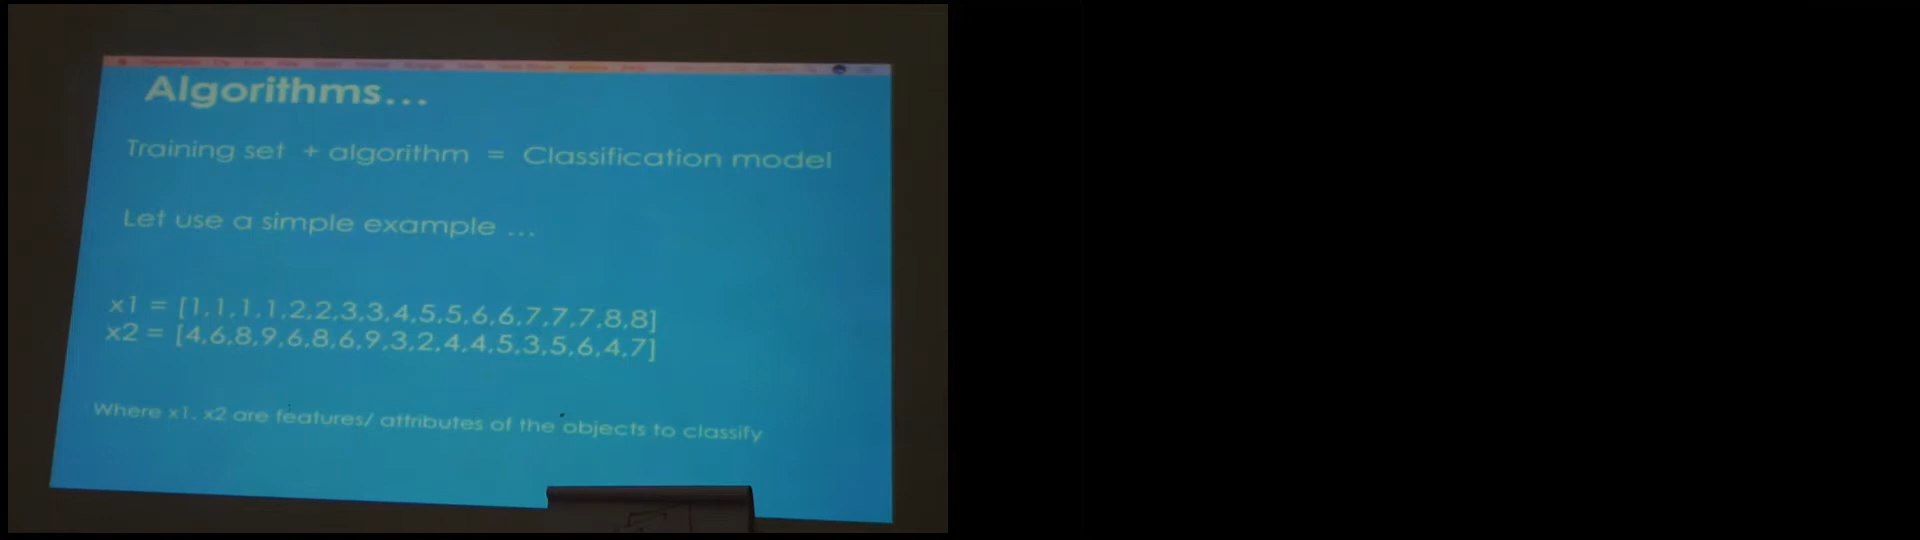 Algorithms...
Training set + algorithm = Classification model
Let use a simple example ...
x1 = [1,1,1,1,2,2,3,3,4,5,5,6,6,7,7,7,8,8]
x2 = [4,6,8,9,6,8,6,9,3,2,4,4,5,3,5,6,4,7]
Where x1, x2 are features/ attributes of the objects to classify